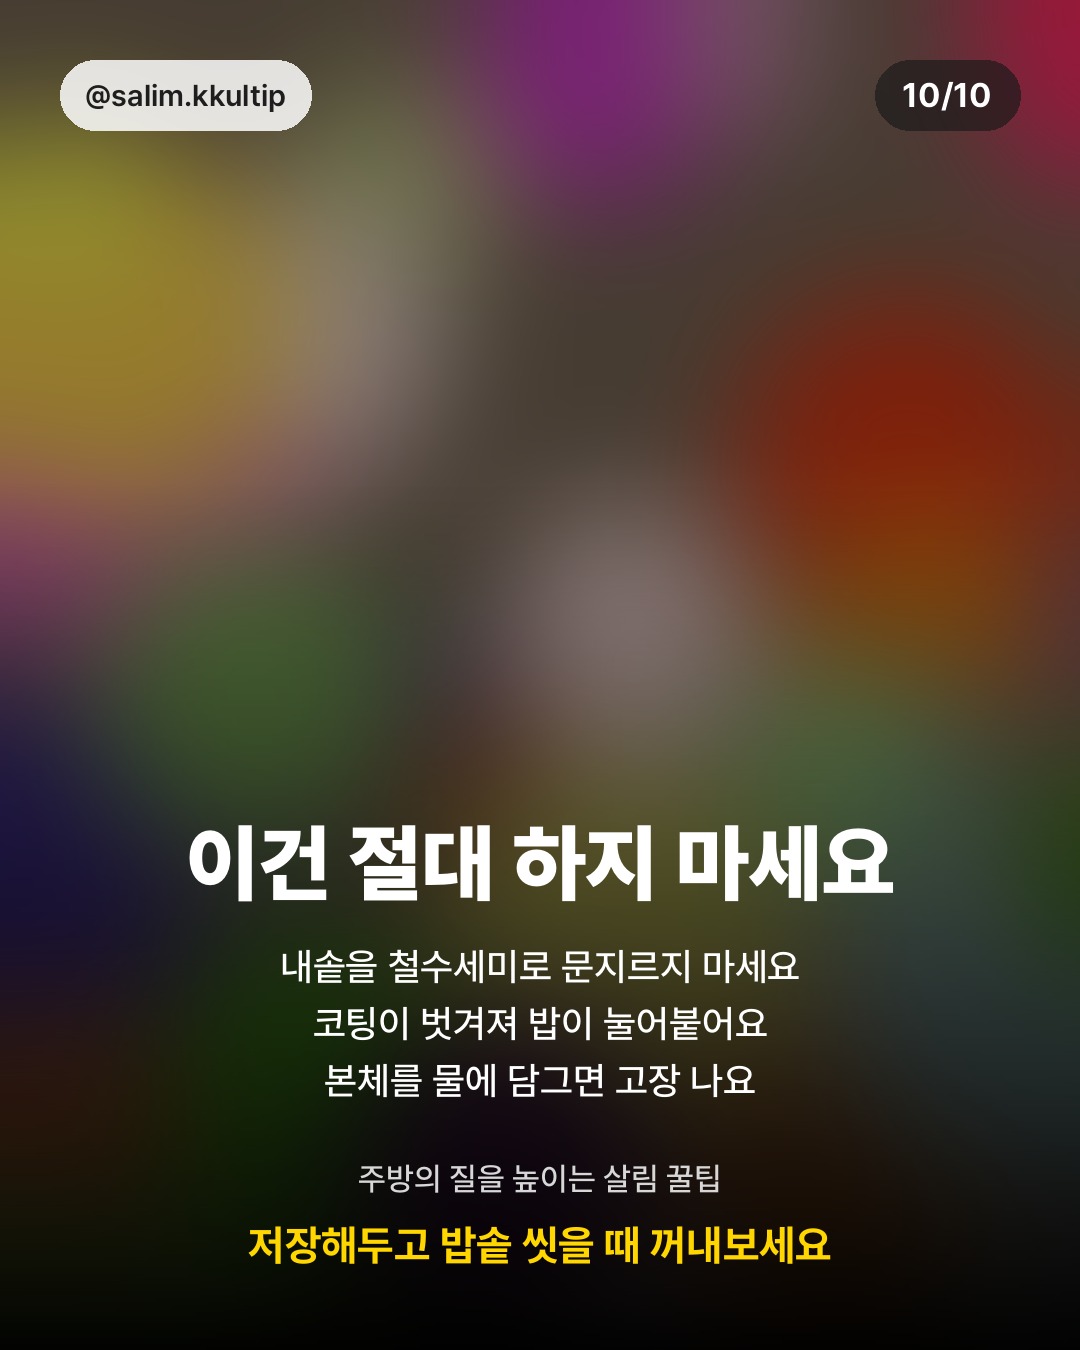 @salim.kkultip
10/10
이건 절대 하지 마세요
내솥을 철수세미로 문지르지 마세요
코팅이 벗겨져 밥이 눌어붙어요
본체를 물에 담그면 고장 나요
주방의 질을 높이는 살림 꿀팁
저장해두고 밥솥 씻을 때 꺼내보세요